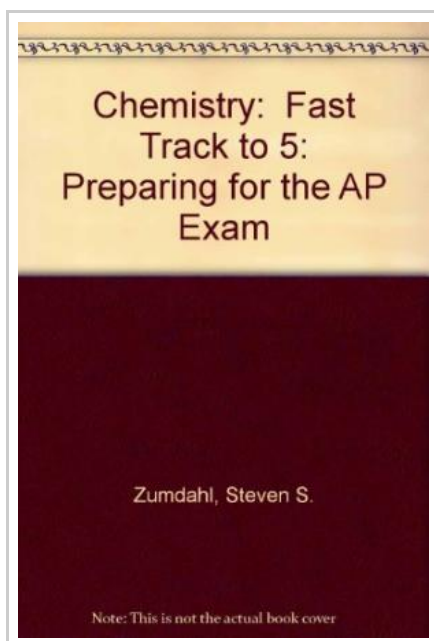 Chemistry: Fast
Track to 5:
Preparing for the AP
Exam
Zumdahl, Steven S.
Note: This is not the actual book cover